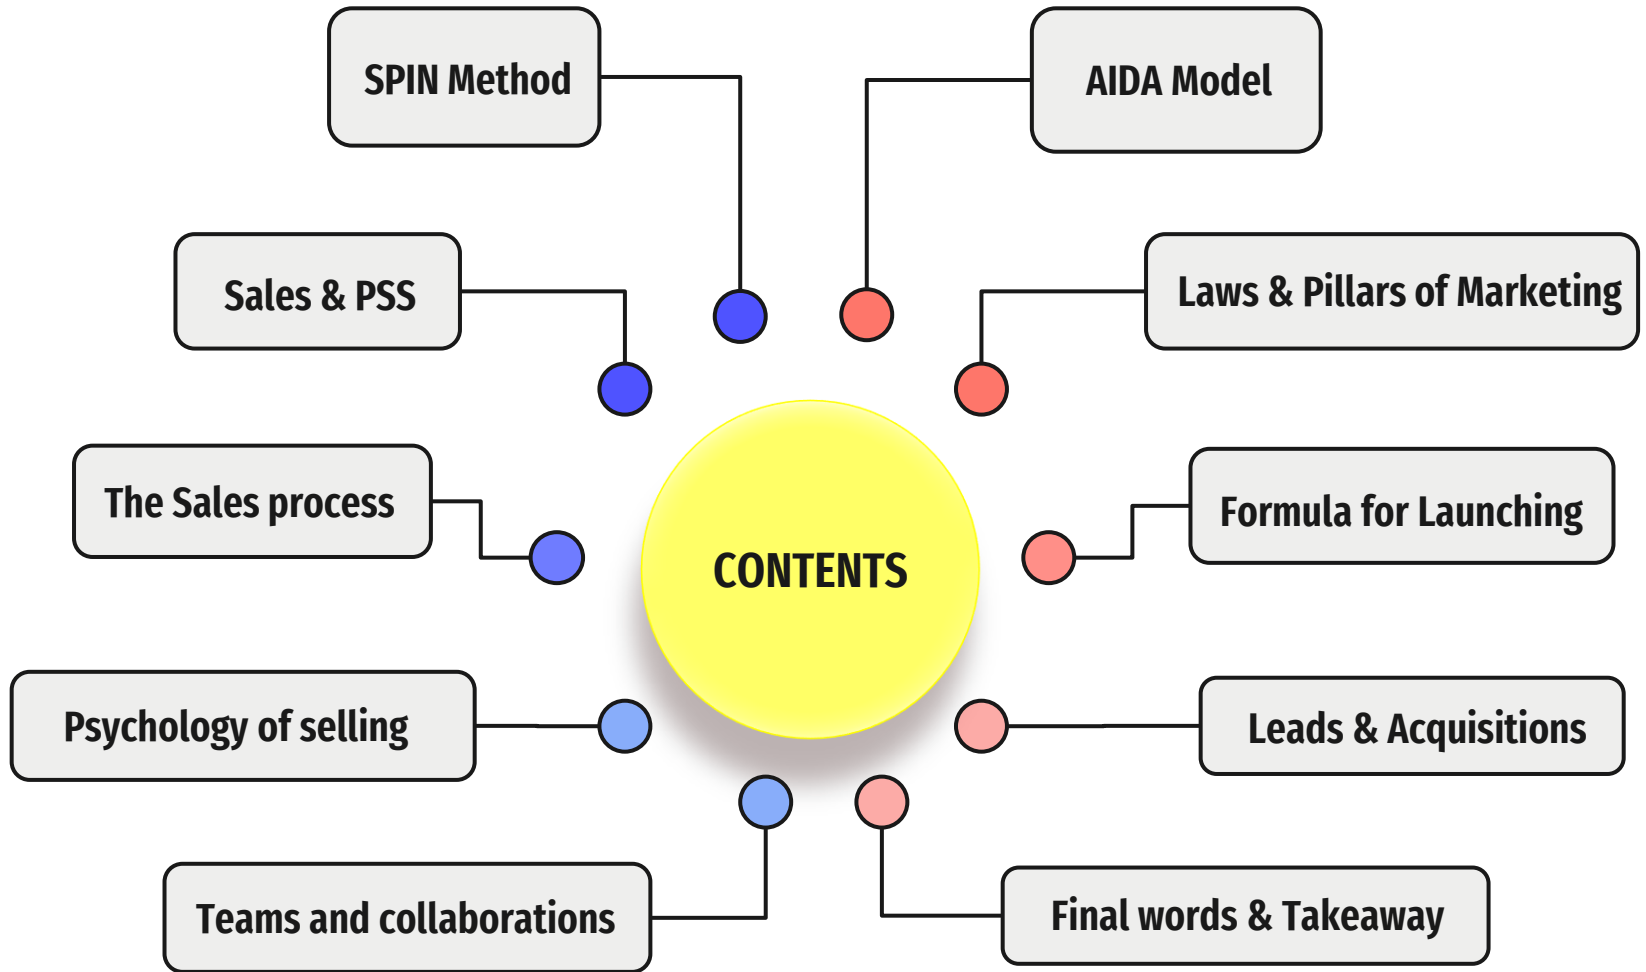 SPIN Method
AIDA Model
Sales & PSS
Laws & Pillars of Marketing
The Sales process
Formula for Launching
CONTENTS
Psychology of selling
Leads & Acquisitions
Teams and collaborations
Final words & Takeaway